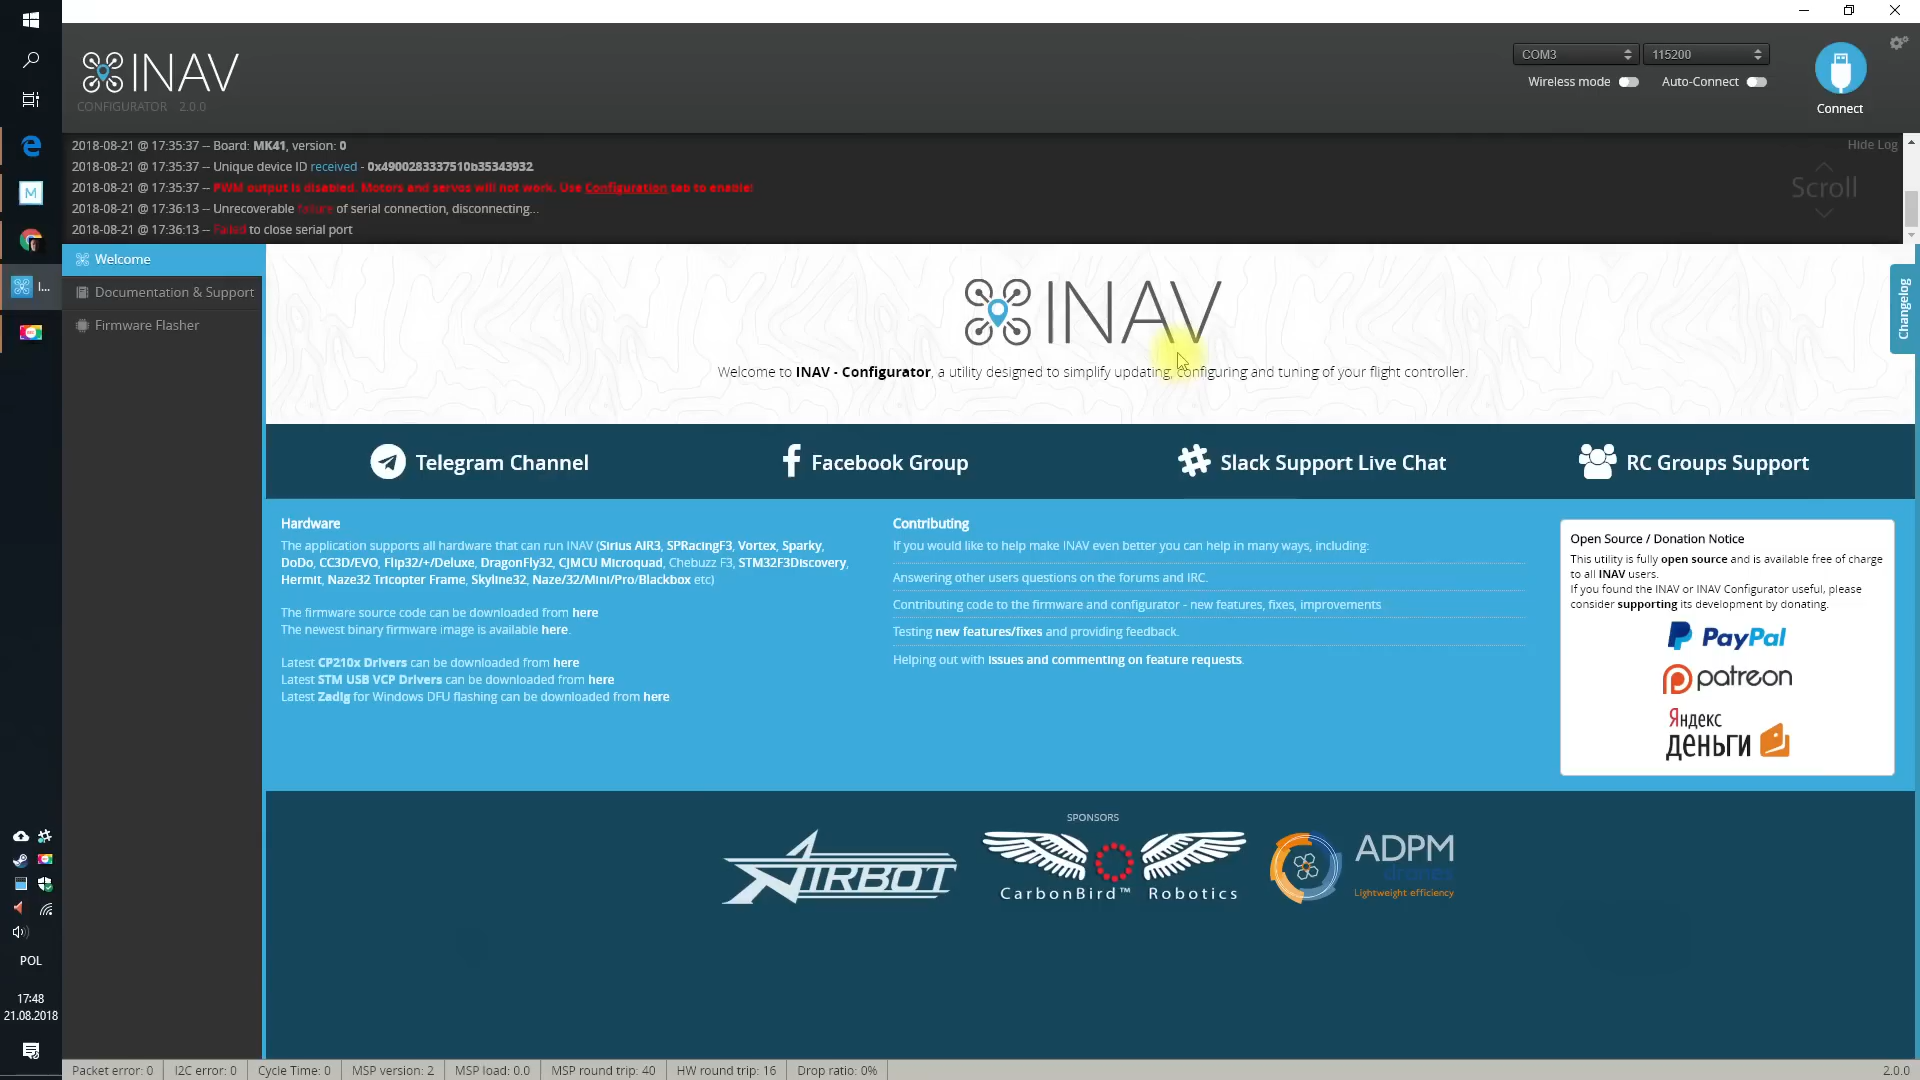 INAV
CONFIGURATOR 2.0.0
COM3
115200
Wireless mode
Auto-Connect
Connect
2018-08-21 @ 17:35:37 -- Board: MK41, version: 0
2018-08-21 @ 17:35:37 -- Unique device ID received - 0x4900283337510b35343932
2018-08-21 @ 17:35:37 -- PWM output is disabled. Motors and servos will not work. Use Configuration tab to enable!
2018-08-21 @ 17:36:13 -- Unrecoverable failure of serial connection, disconnecting...
2018-08-21 @ 17:36:13 -- Failed to close serial port
Hide Log
Scroll
M
I...
Welcome
Documentation & Support
Firmware Flasher
Changelog
INAV
Welcome to INAV - Configurator, a utility designed to simplify updating, configuring and tuning of your flight controller.
Telegram Channel
Facebook Group
Slack Support Live Chat
RC Groups Support
Hardware
The application supports all hardware that can run INAV (Sirius AIR3, SPRacingF3, Vortex, Sparky,
DoDo, CC3D/EVO, Flip32/+/Deluxe, DragonFly32, CJMCU Microquad, Chebuzz F3, STM32F3Discovery,
Hermit, Naze32 Tricopter Frame, Skyline32, Naze/32/Mini/Pro/Blackbox etc)
The firmware source code can be downloaded from here
The newest binary firmware image is available here.
Latest CP210x Drivers can be downloaded from here
Latest STM USB VCP Drivers can be downloaded from here
Latest Zadig for Windows DFU flashing can be downloaded from here
Contributing
If you would like to help make INAV even better you can help in many ways, including:
Answering other users questions on the forums and IRC.
Contributing code to the firmware and configurator - new features, fixes, improvements
Testing new features/fixes and providing feedback.
Helping out with issues and commenting on feature requests.
Open Source / Donation Notice
This utility is fully open source and is available free of charge
to all INAV users.
If you found the INAV or INAV Configurator useful, please
consider supporting its development by donating.
PayPal
patreon
Яндекс
деньги
SPONSORS
AIRBOT
CarbonBird™ Robotics
ADPM
drones
Lightweight efficiency
POL
17:48
21.08.2018
Packet error: 0
I2C error: 0
Cycle Time: 0
MSP version: 2
MSP load: 0.0
MSP round trip: 40
HW round trip: 16
Drop ratio: 0%
2.0.0